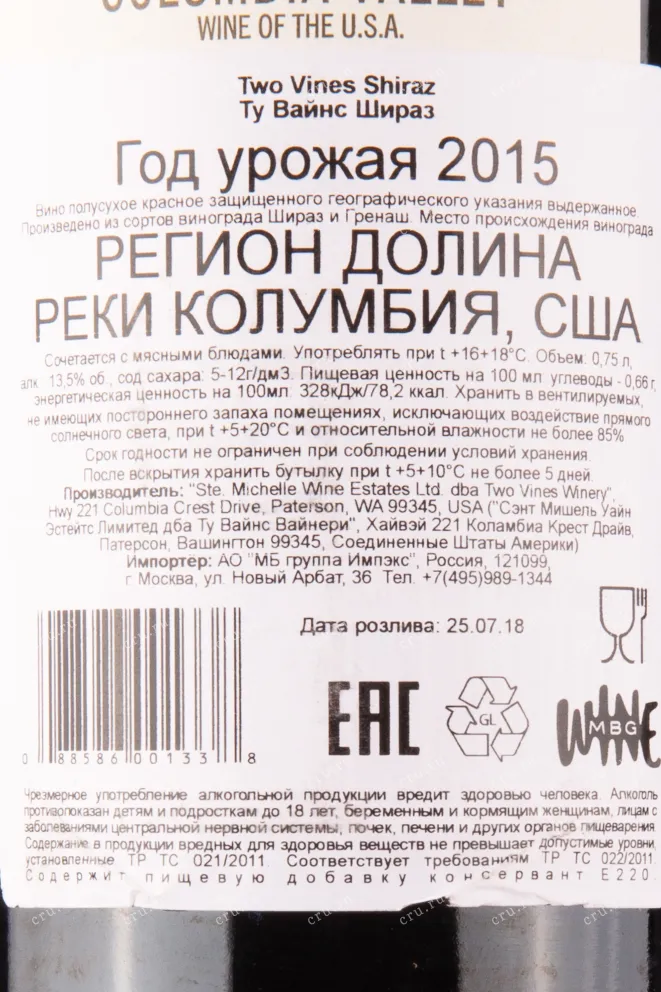 COLUMBIA VALLEY
WINE OF THE U.S.A.
Two Vines Shiraz
Ту Вайнс Шираз
Год урожая 2015
Вино полусухое красное защищенного географического указания выдержанное.
Произведено из сортов винограда Шираз и Гренаш. Место происхождения винограда
РЕГИОН ДОЛИНА
РЕКИ КОЛУМБИЯ, США
Сочетается с мясными блюдами. Употреблять при t +16+18°С. Объем: 0,75 л,
алк. 13,5% об., сод сахара: 5-12г/дм3. Пищевая ценность на 100 мл: углеводы - 0,66 г,
энергетическая ценность на 100мл: 328кДж/78,2 ккал. Хранить в вентилируемых,
не имеющих постороннего запаха помещениях, исключающих воздействие прямого
солнечного света, при t +5+20°С и относительной влажности не более 85%
Срок годности не ограничен при соблюдении условий хранения.
После вскрытия хранить бутылку при t +5+10°С не более 5 дней.
Производитель: "Ste. Michelle Wine Estates Ltd. dba Two Vines Winery",
Hwy 221 Columbia Crest Drive, Paterson, WA 99345, USA ("Сэнт Мишель Уайн
Эстейтс Лимитед дба Ту Вайнс Вайнери", Хайвэй 221 Коламбиа Крест Драйв,
Патерсон, Вашингтон 99345, Соединенные Штаты Америки)
Импортер: АО "МБ группа Импэкс", Россия, 121099,
г. Москва, ул. Новый Арбат, 36 Тел. +7(495)989-1344
Дата розлива: 25.07.18
EAC
GL
WINE
MBG
0 88586 00133 8
Чрезмерное употребление алкогольной продукции вредит здоровью человека. Алкоголь
противопоказан детям и подросткам до 18 лет, беременным и кормящим женщинам, лицам с
заболеваниями центральной нервной системы, почек, печени и других органов пищеварения.
Содержание в продукции вредных для здоровья веществ не превышает допустимые уровни,
установленные ТР ТС 021/2011. Соответствует требованиям ТР ТС 022/2011.
Содержит пищевую добавку консервант Е220.